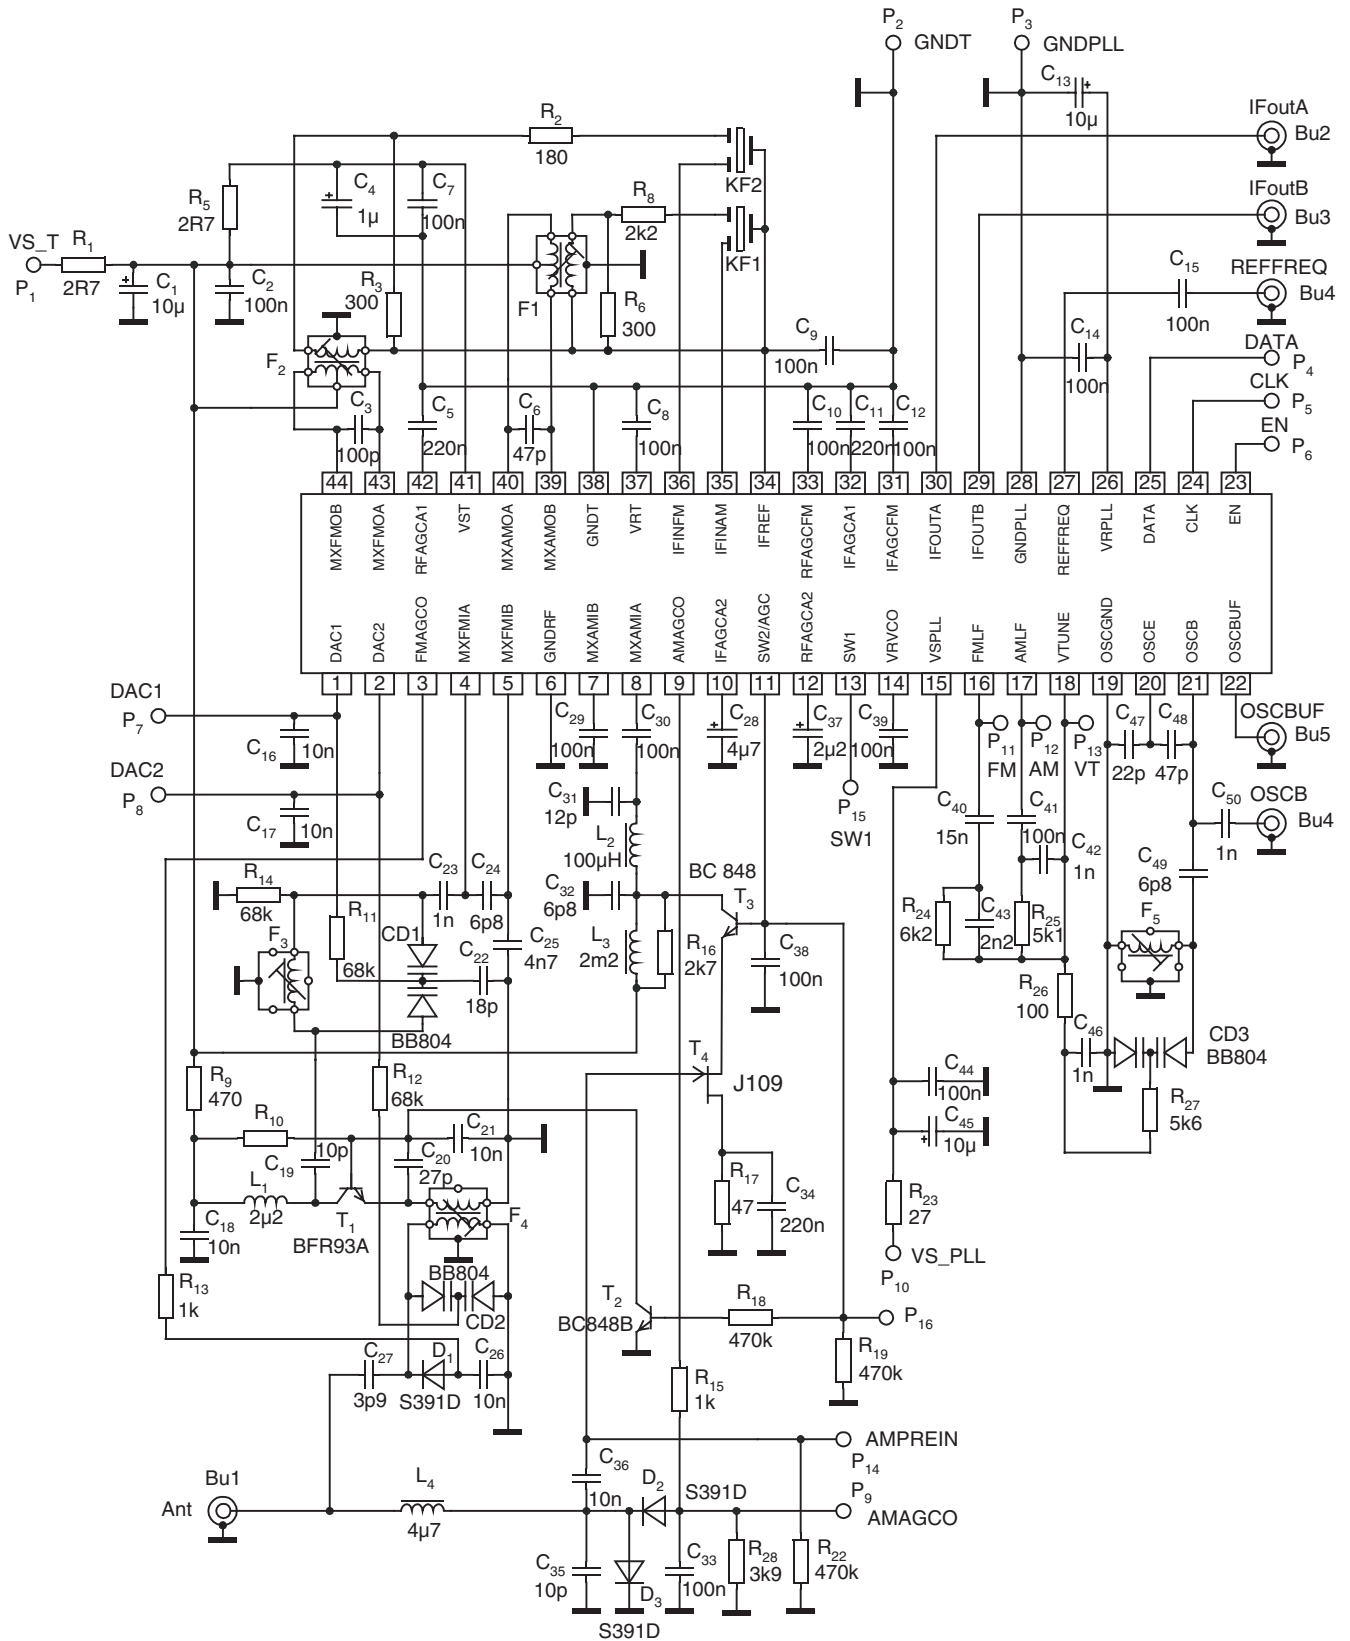 P2 GNDT
P3 GNDPLL
C13 10µ
IFoutA Bu2
R2 180
KF2
IFoutB Bu3
R5 2R7
C4 1µ
C7 100n
R8 2k2
KF1
VS_T P1
R1 2R7
C1 10µ
C2 100n
R3 300
F1
R6 300
C15 100n
REFFREQ Bu4
C9 100n
C14 100n
DATA P4
F2
CLK P5
C3 100p
C5 220n
C6 47p
C8 100n
C10 100n
C11 220n
C12 100n
EN P6
44 43 42 41 40 39 38 37 36 35 34 33 32 31 30 29 28 27 26 25 24 23
MXFMOB MXFMOA RFAGCA1 VST MXAMOA MXAMOB GNDT VRT IFINFM IFINAM IFREF RFAGCFM IFAGCA1 IFAGCFM IFOUTA IFOUTB GNDPLL REFFREQ VRPLL DATA CLK EN
DAC1 DAC2 FMAGCO MXFMIA MXFMIB GNDRF MXAMIB MXAMIA AMAGCO IFAGCA2 SW2/AGC RFAGCA2 SW1 VRVCO VSPLL FMLF AMLF VTUNE OSCGND OSCE OSCB OSCBUF
1 2 3 4 5 6 7 8 9 10 11 12 13 14 15 16 17 18 19 20 21 22
DAC1 P7
C16 10n
C29 100n
C30 100n
C28 4µ7
C37 2µ2
C39 100n
P11 FM
P12 AM
P13 VT
C47 22p
C48 47p
OSCBUF Bu5
DAC2 P8
C17 10n
C31 12p
L2 100µH
P15 SW1
C40 15n
C41 100n
C42 1n
C50 1n
OSCB Bu4
R14 68k
R11 68k
C23 1n
C24 6p8
C32 6p8
BC 848 T3
C49 6p8
F3
CD1
C22 18p
C25 4n7
L3 2m2
R16 2k7
C38 100n
R24 6k2
C43 2n2
R25 5k1
F5
BB804
R26 100
R9 470
R12 68k
T4 J109
C44 100n
C46 1n
CD3 BB804
R10
C19 10p
C20 27p
C21 10n
C45 10µ
R27 5k6
L1 2µ2
C18 10n
T1 BFR93A
F4
R17 47
C34 220n
R23 27
VS_PLL P10
R13 1k
BB804 CD2
T2 BC848B
R18 470k
P16
C27 3p9
D1 S391D
C26 10n
R15 1k
R19 470k
AMPREIN P14
Bu1 Ant
L4 4µ7
C36 10n
D2 S391D
P9 AMAGCO
C35 10p
D3 S391D
C33 100n
R28 3k9
R22 470k